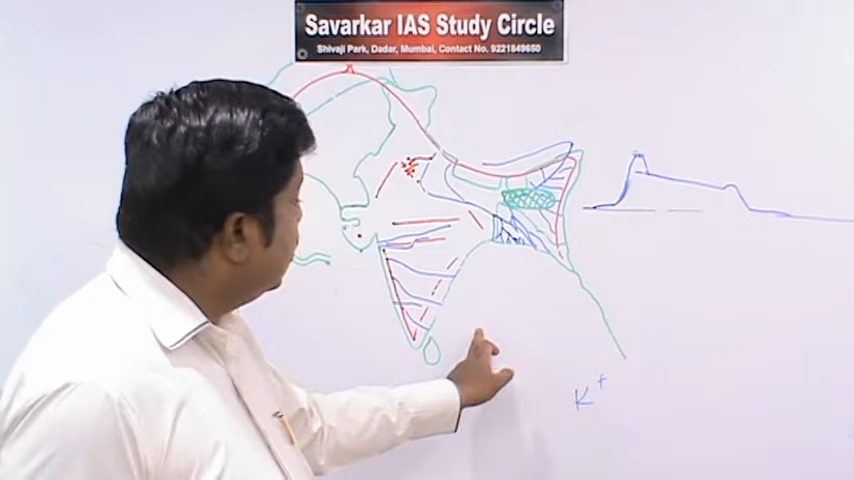 Savarkar IAS Study Circle
Shivaji Park, Dadar, Mumbai, Contact No. 9221849650
K+